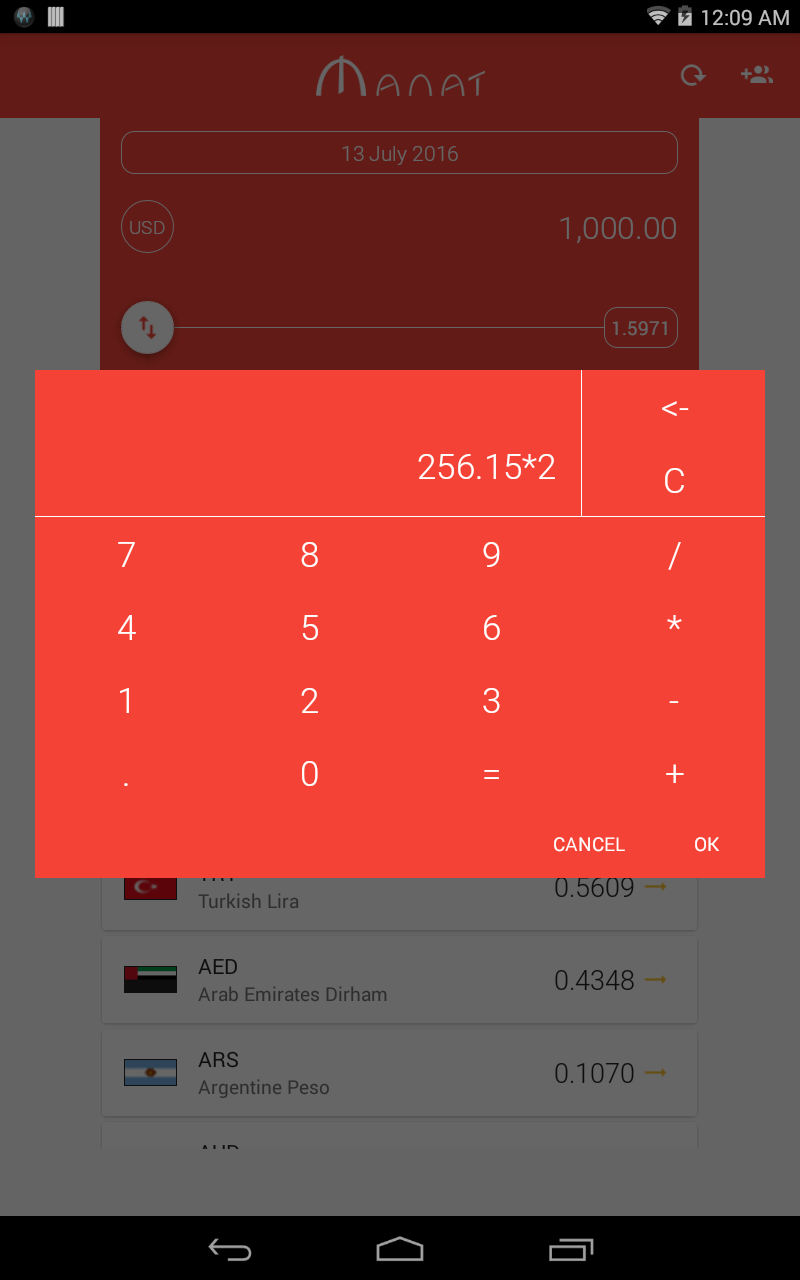 12:09 AM
Manat
13 July 2016
USD 1,000.00
1.5971
<-
256.15*2
C
7 8 9 /
4 5 6 *
1 2 3 -
. 0 = +
CANCEL OK
0.5609
Turkish Lira
AED
0.4348
Arab Emirates Dirham
ARS
0.1070
Argentine Peso